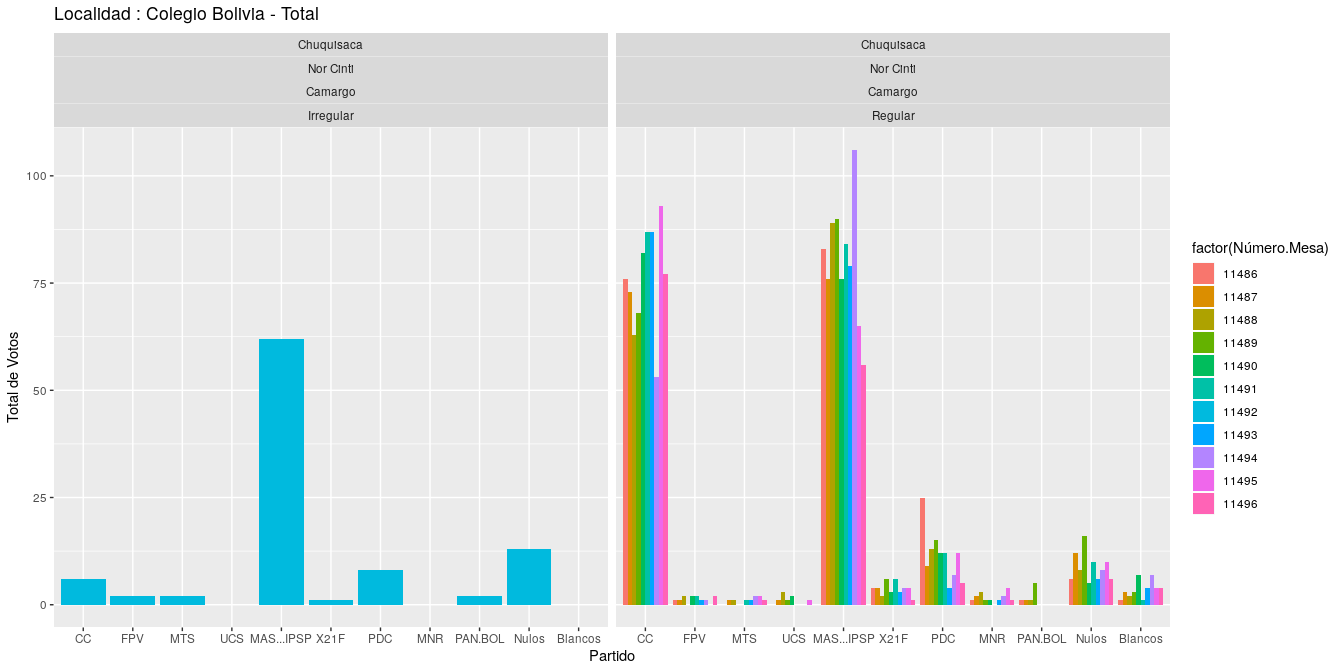 Localidad : Colegio Bolivia - Total
Chuquisaca
Nor Cinti
Camargo
Irregular
Chuquisaca
Nor Cinti
Camargo
Regular
100
75
50
25
0
Total de Votos
CC FPV MTS UCS MAS...IPSP X21F PDC MNR PAN.BOL Nulos Blancos
CC FPV MTS UCS MAS...IPSP X21F PDC MNR PAN.BOL Nulos Blancos
Partido
factor(Número.Mesa)
11486
11487
11488
11489
11490
11491
11492
11493
11494
11495
11496